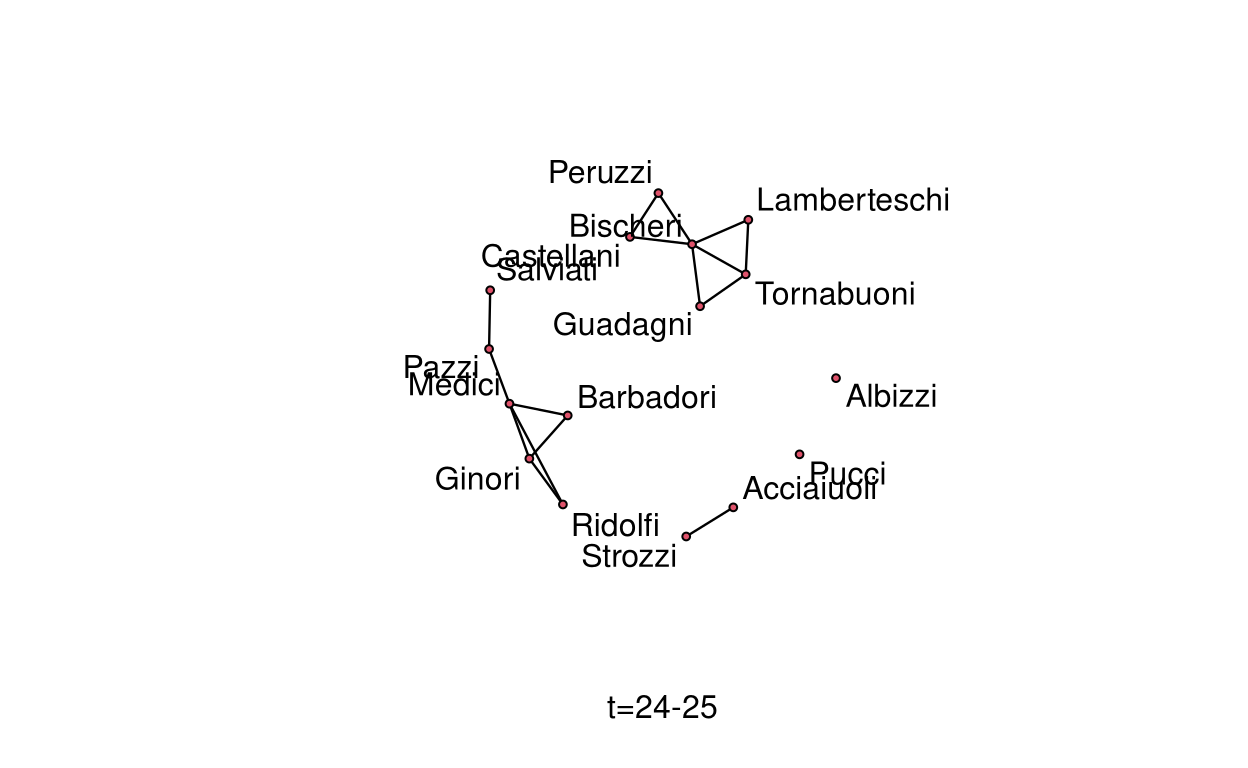 Peruzzi
Lamberteschi
Bischeri
Castellani
Salviati
Tornabuoni
Guadagni
Pazzi
Medici
Barbadori
Albizzi
Ginori
Pucci
Acciaiuoli
Ridolfi
Strozzi
t=24-25